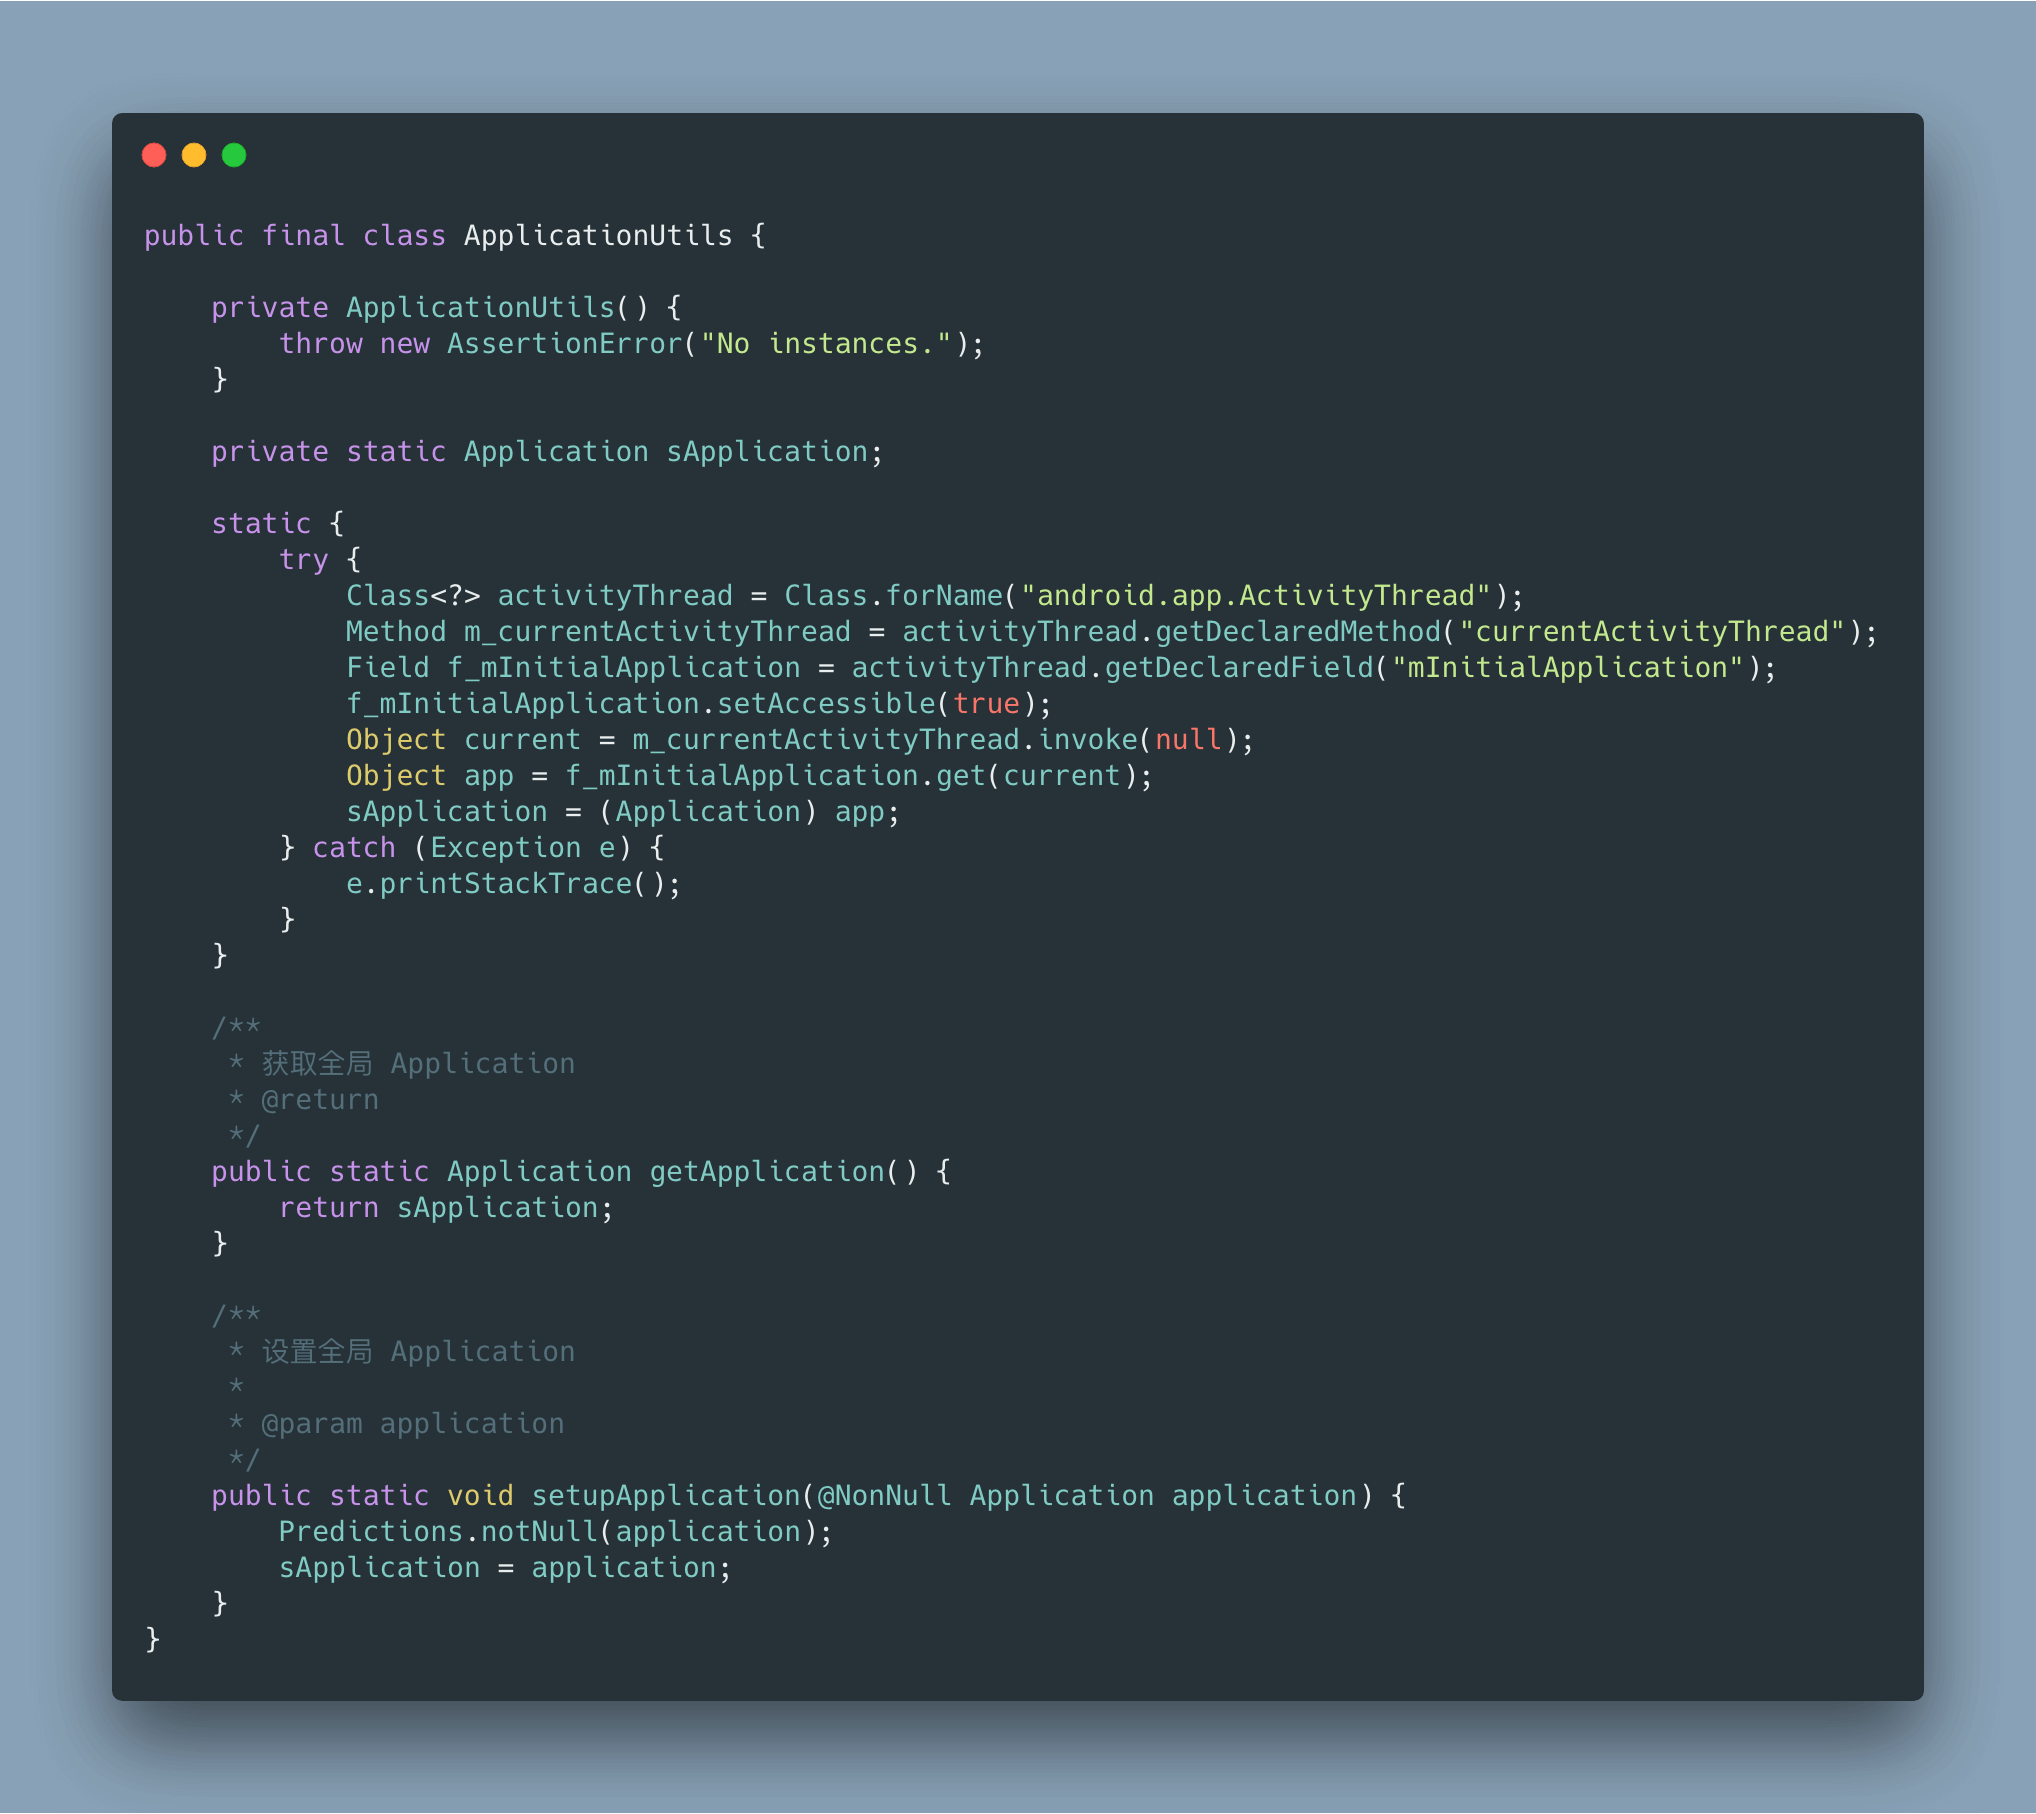 public final class ApplicationUtils {
    private ApplicationUtils() {
        throw new AssertionError("No instances.");
    }
    private static Application sApplication;
    static {
        try {
            Class<?> activityThread = Class.forName("android.app.ActivityThread");
            Method m_currentActivityThread = activityThread.getDeclaredMethod("currentActivityThread");
            Field f_mInitialApplication = activityThread.getDeclaredField("mInitialApplication");
            f_mInitialApplication.setAccessible(true);
            Object current = m_currentActivityThread.invoke(null);
            Object app = f_mInitialApplication.get(current);
            sApplication = (Application) app;
        } catch (Exception e) {
            e.printStackTrace();
        }
    }
    /**
     * 获取全局 Application
     * @return
     */
    public static Application getApplication() {
        return sApplication;
    }
    /**
     * 设置全局 Application
     *
     * @param application
     */
    public static void setupApplication(@NonNull Application application) {
        Predictions.notNull(application);
        sApplication = application;
    }
}